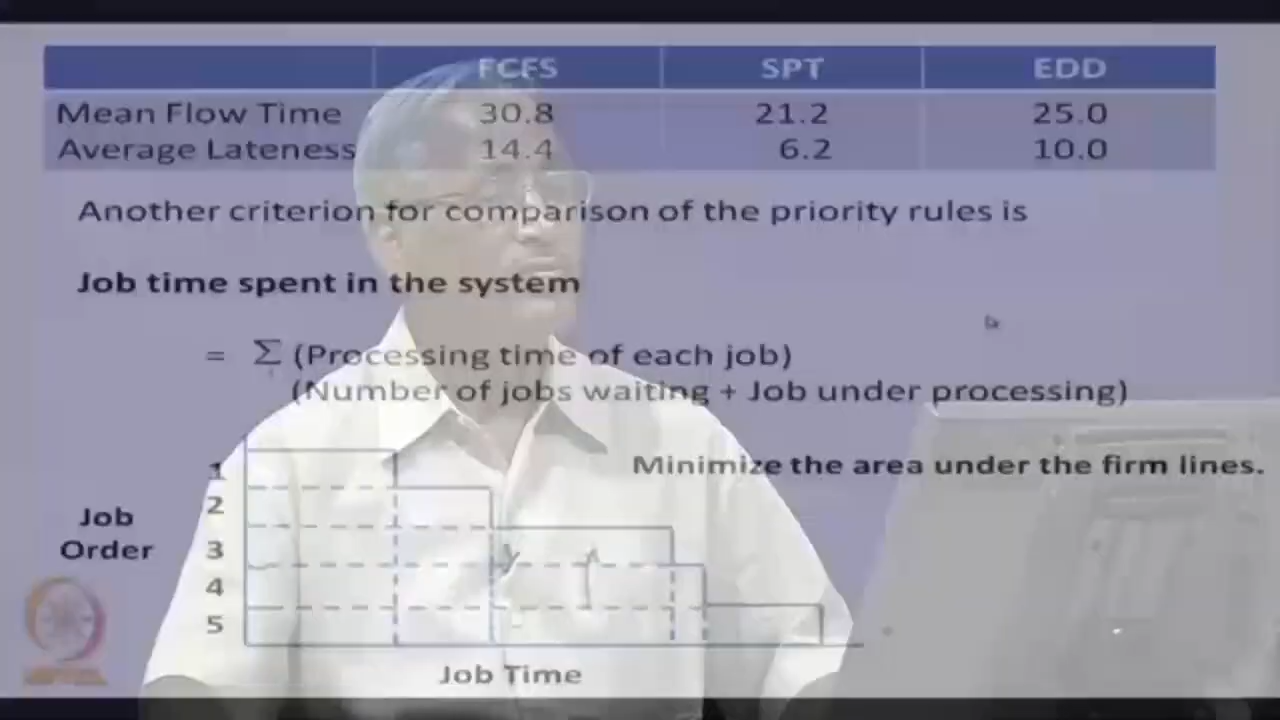 FCFS SPT EDD
Mean Flow Time 30.8 21.2 25.0
Average Lateness 14.4 6.2 10.0
Another criterion for comparison of the priority rules is
Job time spent in the system
= Σ (Processing time of each job)
(Number of jobs waiting + Job under processing)
Minimize the area under the firm lines.
Job
Order
1
2
3
4
5
Job Time